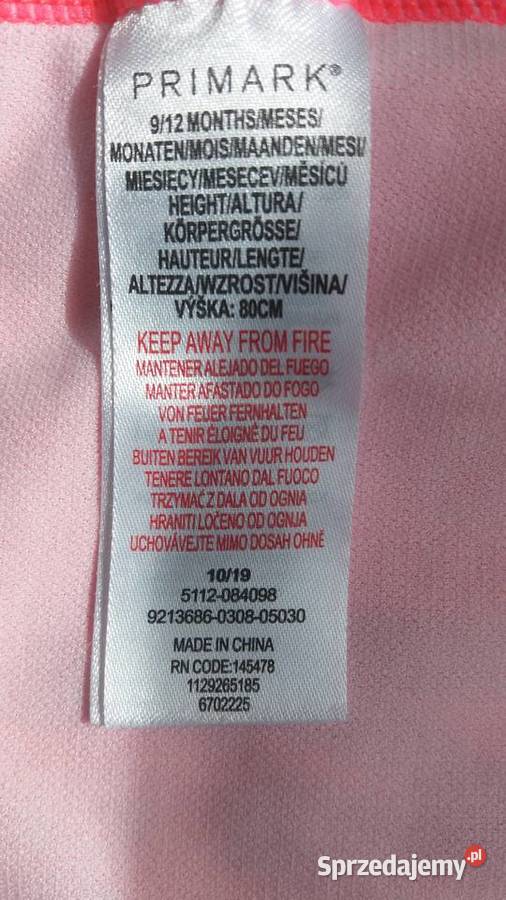 PRIMARK®
9/12 MONTHS/MESES/
MONATEN/MOIS/MAANDEN/MESI/
MIESIECY/MESECEV/MĚSÍCŮ
HEIGHT/ALTURA/
KÖRPERGRÖSSE/
HAUTEUR/LENGTE/
ALTEZZA/WZROST/VIŠINA/
VÝŠKA: 80CM
KEEP AWAY FROM FIRE
MANTENER ALEJADO DEL FUEGO
MANTER AFASTADO DO FOGO
VON FEUER FERNHALTEN
A TENIR ÉLOIGNÉ DU FEU
BUITEN BEREIK VAN VUUR HOUDEN
TENERE LONTANO DAL FUOCO
TRZYMAĆ Z DALA OD OGNIA
HRANITI LOČENO OD OGNJA
UCHOVÁVEJTE MIMO DOSAH OHNĚ
10/19
5112-084098
9213686-0308-05030
MADE IN CHINA
RN CODE:145478
1129265185
6702225
Sprzedajemy.pl